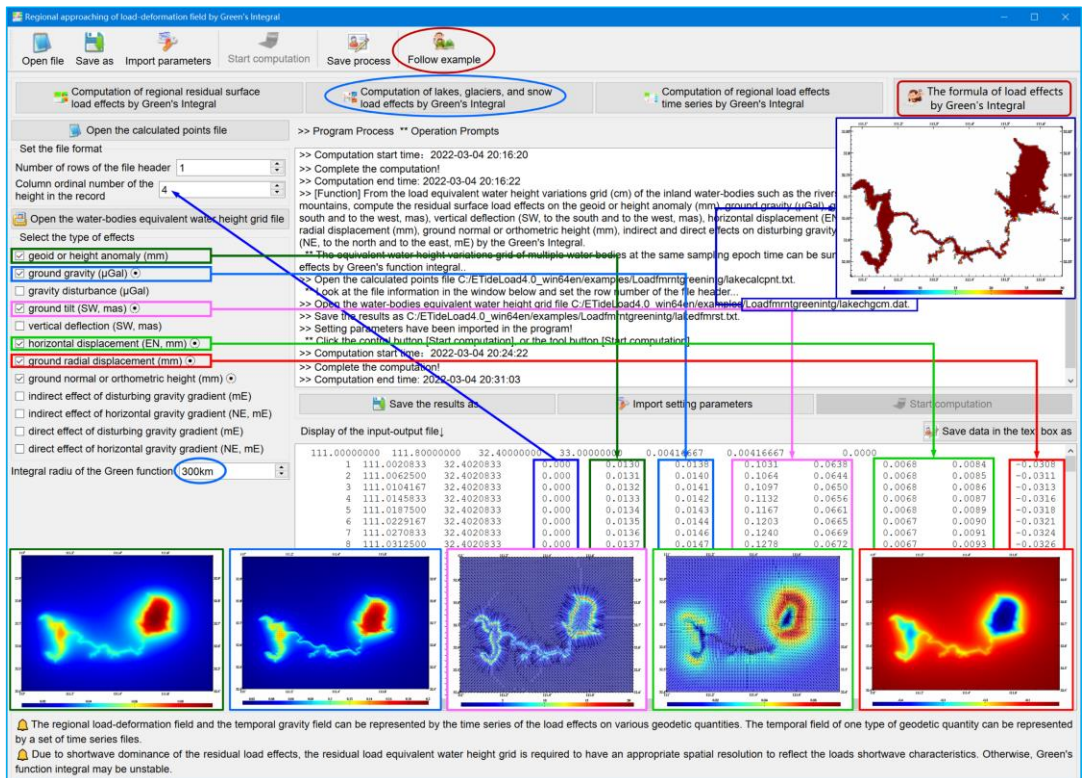 Regional approaching of load-deformation field by Green's Integral
Open file Save as Import parameters Start computation Save process Follow example
Computation of regional residual surface
load effects by Green's Integral
Computation of lakes, glaciers, and snow
load effects by Green's Integral
Computation of regional load effects
time series by Green's Integral
The formula of load effects
by Green's Integral
Open the calculated points file
Set the file format
Number of rows of the file header 1
Column ordinal number of the
height in the record 4
Open the water-bodies equivalent water height grid file
Select the type of effects
geoid or height anomaly (mm)
ground gravity (μGal)
gravity disturbance (μGal)
ground tilt (SW, mas)
vertical deflection (SW, mas)
horizontal displacement (EN, mm)
ground radial displacement (mm)
ground normal or orthometric height (mm)
indirect effect of disturbing gravity gradient (mE)
indirect effect of horizontal gravity gradient (NE, mE)
direct effect of disturbing gravity gradient (mE)
direct effect of horizontal gravity gradient (NE, mE)
Integral radiu of the Green function 300km
>> Program Process ** Operation Prompts
>> Computation start time: 2022-03-04 20:16:20
>> Complete the computation!
>> Computation end time: 2022-03-04 20:16:22
>> [Function] From the load equivalent water height variations grid (cm) of the inland water-bodies such as the river
mountains, compute the residual surface load effects on the geoid or height anomaly (mm), ground gravity (μGal), g
south and to the west, mas), vertical deflection (SW, to the south and to the west, mas), horizontal displacement (EN
radial displacement (mm), ground normal or orthometric height (mm), indirect and direct effects on disturbing gravity
(NE, to the north and to the east, mE) by the Green's Integral.
** The equivalent water height variations grid of multiple water-bodies at the same sampling epoch time can be sur
effects by Green's function integral..
>> Open the calculated points file C:/ETideLoad4.0_win64en/examples/Loadfmrntgreenintg/lakecalcpnt.txt.
** Look at the file information in the window below and set the row number of the file header...
>> Open the water-bodies equivalent water height grid file C:/ETideLoad4.0_win64en/examples/Loadfmrntgreenintg/lakechgcm.dat.
>> Save the results as C:/ETideLoad4.0_win64en/examples/Loadfmrntgreenintg/lakedfmrst.txt.
>> Setting parameters have been imported in the program!
** Click the control button [Start computation], or the tool button [Start computation]
>> Computation start time: 2022-03-04 20:24:22
>> Complete the computation!
>> Computation end time: 2022-03-04 20:31:03
Save the results as Import setting parameters Start computation
Display of the input-output file↓ Save data in the text box as
111.00000000 111.80000000 32.40000000 33.00000000 0.00416667 0.00416667 0.0000
1 111.0020833 32.4020833 0.000 0.0130 0.0138 0.1031 0.0638 0.0068 0.0084 -0.0308
2 111.0062500 32.4020833 0.000 0.0131 0.0140 0.1064 0.0644 0.0068 0.0085 -0.0311
3 111.0104167 32.4020833 0.000 0.0132 0.0141 0.1097 0.0650 0.0068 0.0086 -0.0313
4 111.0145833 32.4020833 0.000 0.0133 0.0142 0.1132 0.0656 0.0068 0.0087 -0.0316
5 111.0187500 32.4020833 0.000 0.0134 0.0143 0.1167 0.0661 0.0068 0.0089 -0.0318
6 111.0229167 32.4020833 0.000 0.0135 0.0144 0.1203 0.0665 0.0067 0.0090 -0.0321
7 111.0270833 32.4020833 0.000 0.0136 0.0146 0.1240 0.0669 0.0067 0.0091 -0.0324
8 111.0312500 32.4020833 0.000 0.0137 0.0147 0.1278 0.0672 0.0067 0.0093 -0.0326
The regional load-deformation field and the temporal gravity field can be represented by the time series of the load effects on various geodetic quantities. The temporal field of one type of geodetic quantity can be represented
by a set of time series files.
Due to shortwave dominance of the residual load effects, the residual load equivalent water height grid is required to have an appropriate spatial resolution to reflect the loads shortwave characteristics. Otherwise, Green's
function integral may be unstable.